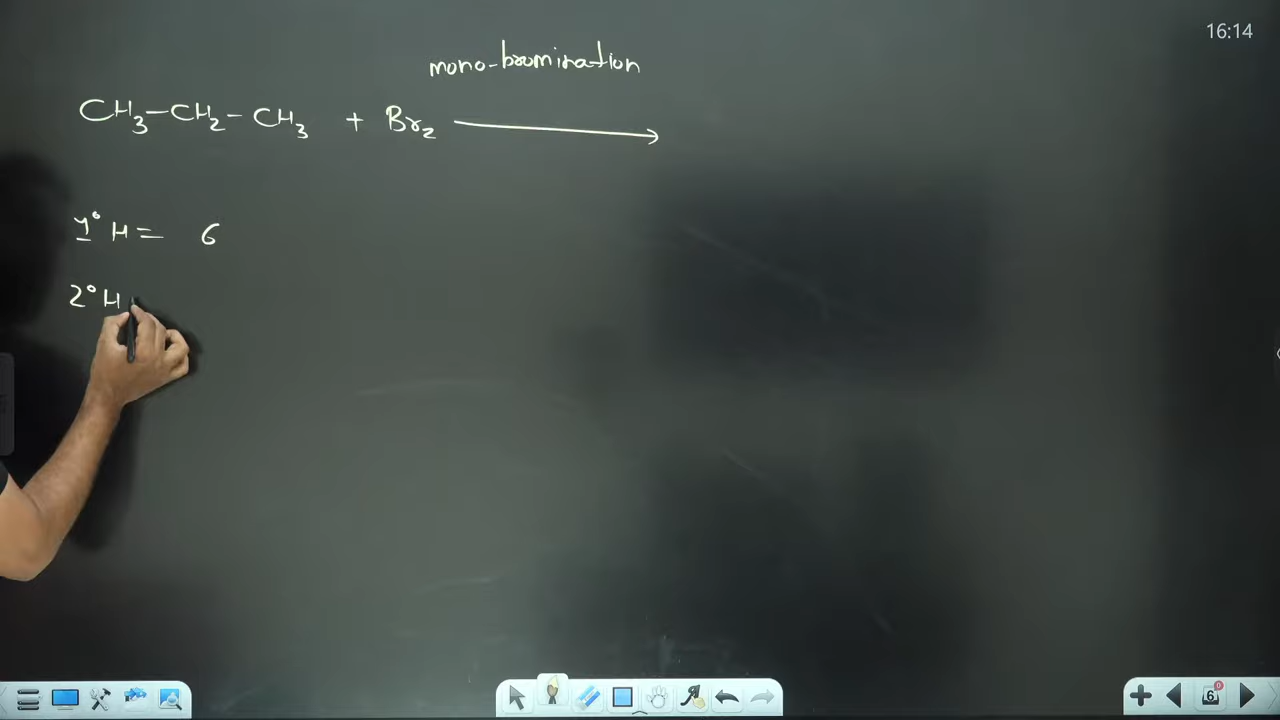 16:14
mono-bromination
CH₃-CH₂-CH₃ + Br₂ ⟶
1° H = 6
2° H
6